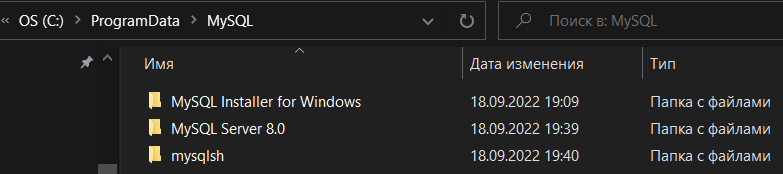 « OS (C:) > ProgramData > MySQL Поиск в: MySQL
Имя Дата изменения Тип
MySQL Installer for Windows 18.09.2022 19:09 Папка с файлами
MySQL Server 8.0 18.09.2022 19:39 Папка с файлами
mysqlsh 18.09.2022 19:40 Папка с файлами